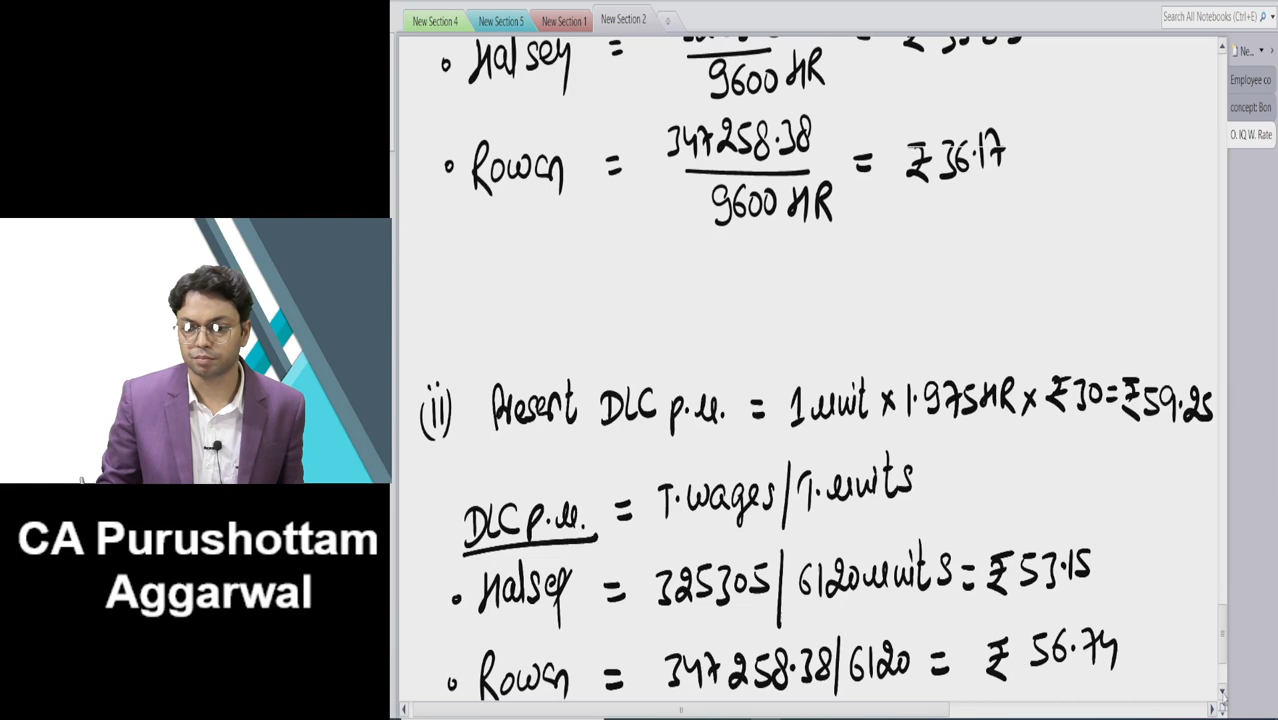 New Section 4 New Section 5 New Section 1 New Section 2
Search All Notebooks (Ctrl+E)
Ne...
Employee co
concept: Bon
O. IQ W. Rate
• Halsey =
9600 HR
• Rowan = 347258.38 / 9600 HR = ₹36.17
(ii) Present DLC p.u. = 1 unit × 1.975 HR × ₹30 = ₹59.25
DLC p.u. = T.wages/T.units
• Halsey = 325305/6120 units = ₹53.15
• Rowan = 347258.38/6120 = ₹ 56.74
CA Purushottam
Aggarwal